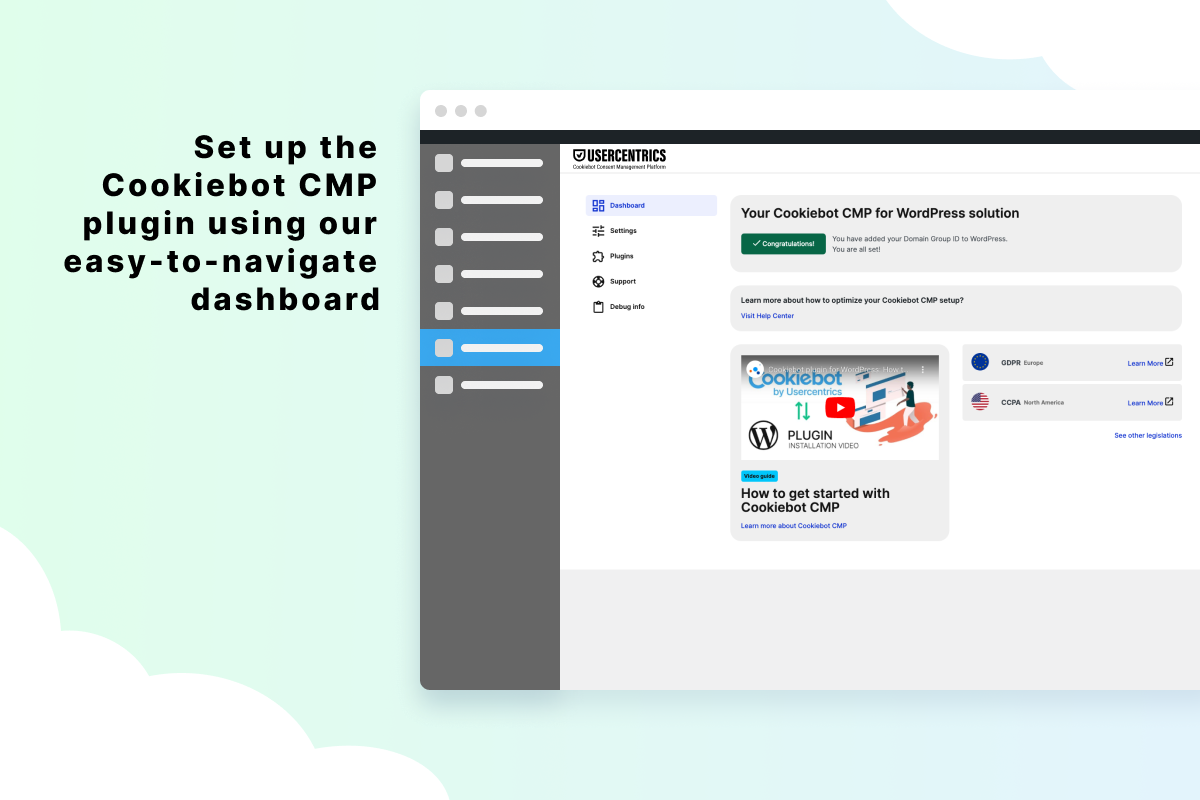 Set up the
Cookiebot CMP
plugin using our
easy-to-navigate
dashboard
USERCENTRICS
Cookiebot Consent Management Platform
Dashboard
Settings
Plugins
Support
Debug info
Your Cookiebot CMP for WordPress solution
Congratulations!
You have added your Domain Group ID to WordPress.
You are all set!
Learn more about how to optimize your Cookiebot CMP setup?
Visit Help Center
Cookiebot plugin for WordPress: How t
Cookiebot
by Usercentrics
PLUGIN
INSTALLATION VIDEO
Video guide
How to get started with
Cookiebot CMP
Learn more about Cookiebot CMP
GDPR Europe
Learn More
CCPA North America
Learn More
See other legislations